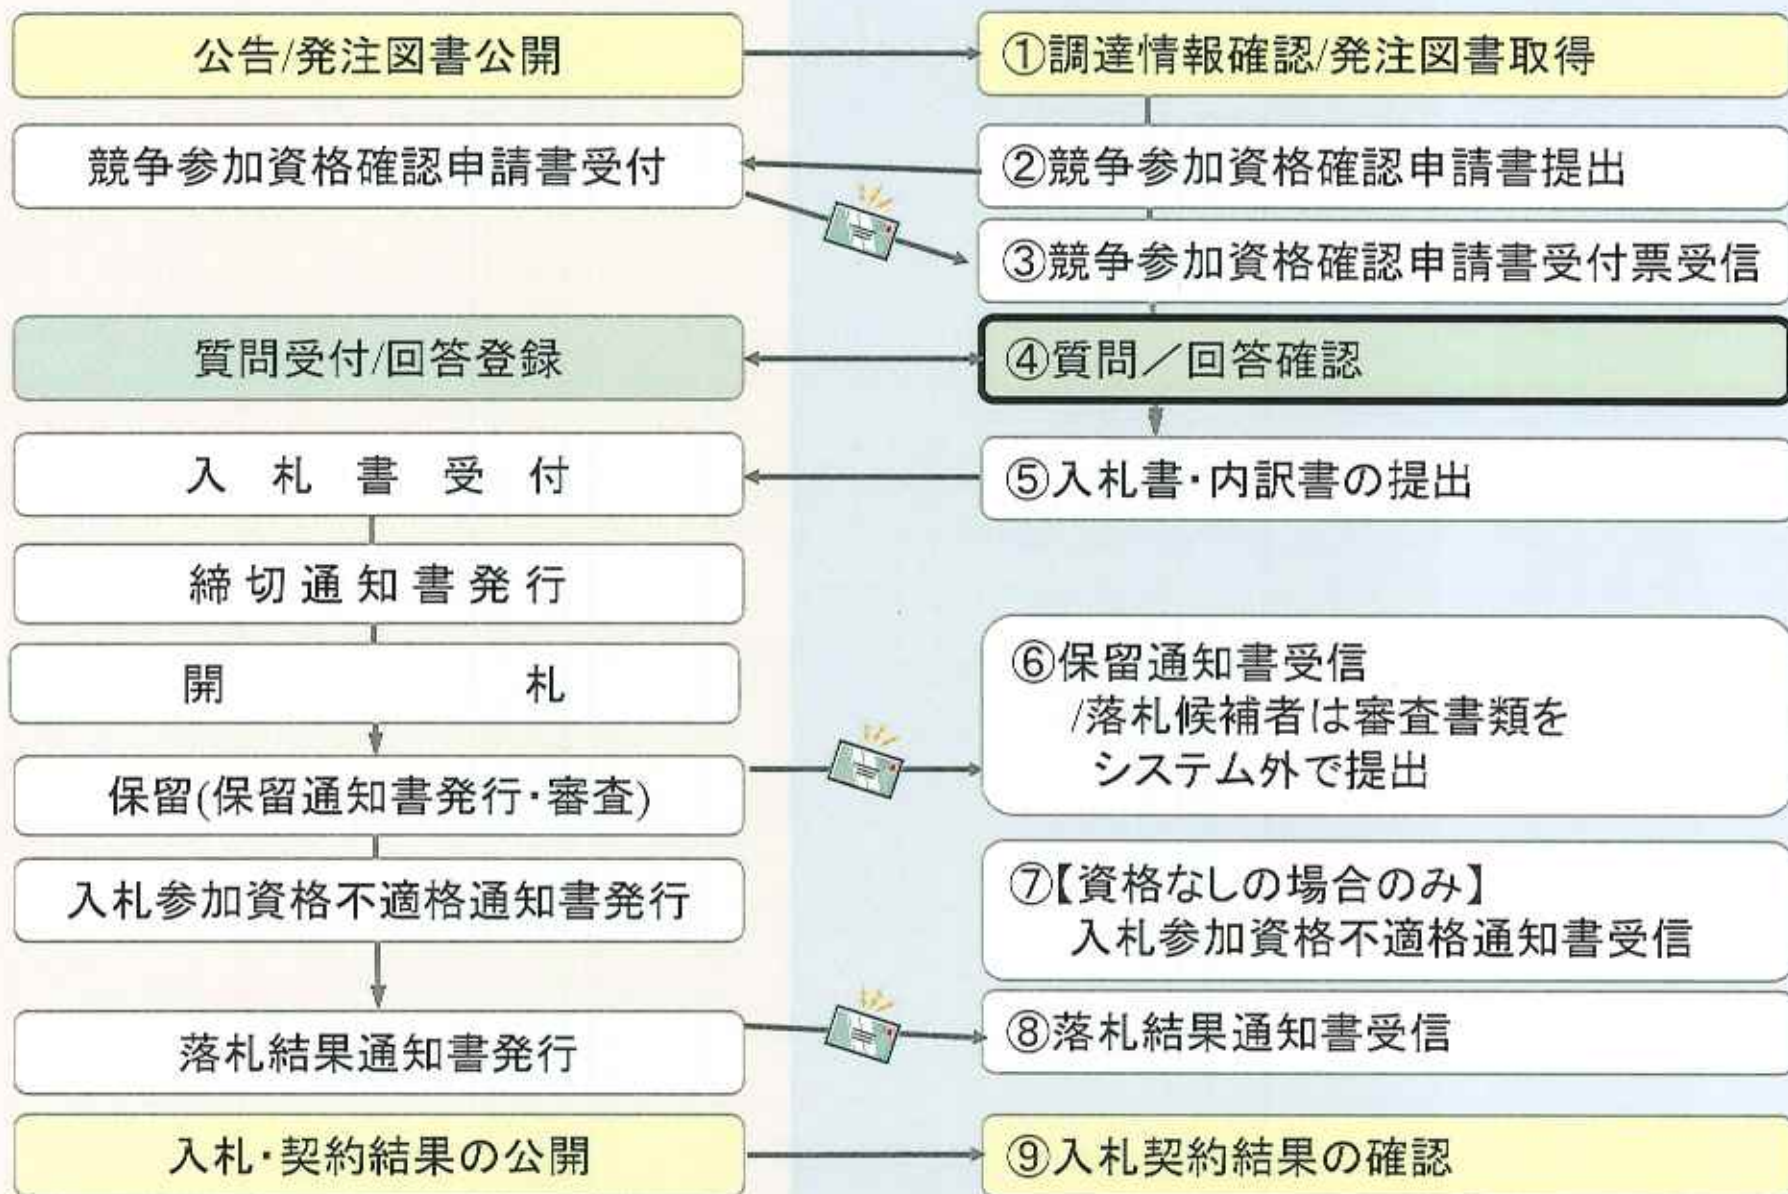 公告/発注図書公開
①調達情報確認/発注図書取得
競争参加資格確認申請書受付
②競争参加資格確認申請書提出
③競争参加資格確認申請書受付票受信
質問受付/回答登録
④質問／回答確認
入札書受付
⑤入札書・内訳書の提出
締切通知書発行
開札
⑥保留通知書受信
/落札候補者は審査書類を
システム外で提出
保留(保留通知書発行・審査)
入札参加資格不適格通知書発行
⑦【資格なしの場合のみ】
入札参加資格不適格通知書受信
落札結果通知書発行
⑧落札結果通知書受信
入札・契約結果の公開
⑨入札契約結果の確認